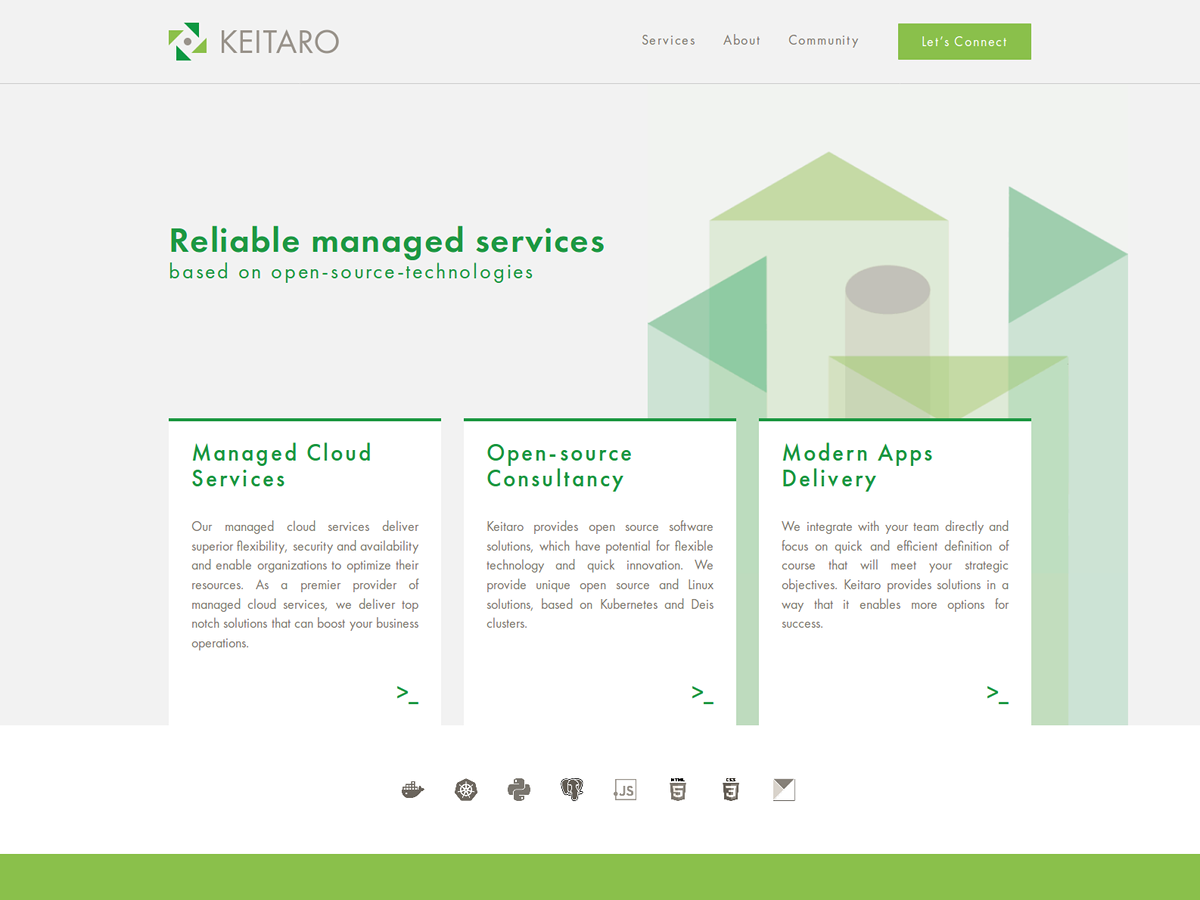 KEITARO
Services
About
Community
Let's Connect
Reliable managed services
based on open-source-technologies
Managed Cloud
Services
Our managed cloud services deliver
superior flexibility, security and availability
and enable organizations to optimize their
resources. As a premier provider of
managed cloud services, we deliver top
notch solutions that can boost your business
operations.
>_
Open-source
Consultancy
Keitaro provides open source software
solutions, which have potential for flexible
technology and quick innovation. We
provide unique open source and Linux
solutions, based on Kubernetes and Deis
clusters.
>_
Modern Apps
Delivery
We integrate with your team directly and
focus on quick and efficient definition of
course that will meet your strategic
objectives. Keitaro provides solutions in a
way that it enables more options for
success.
>_
JS
HTML
5
CSS
3